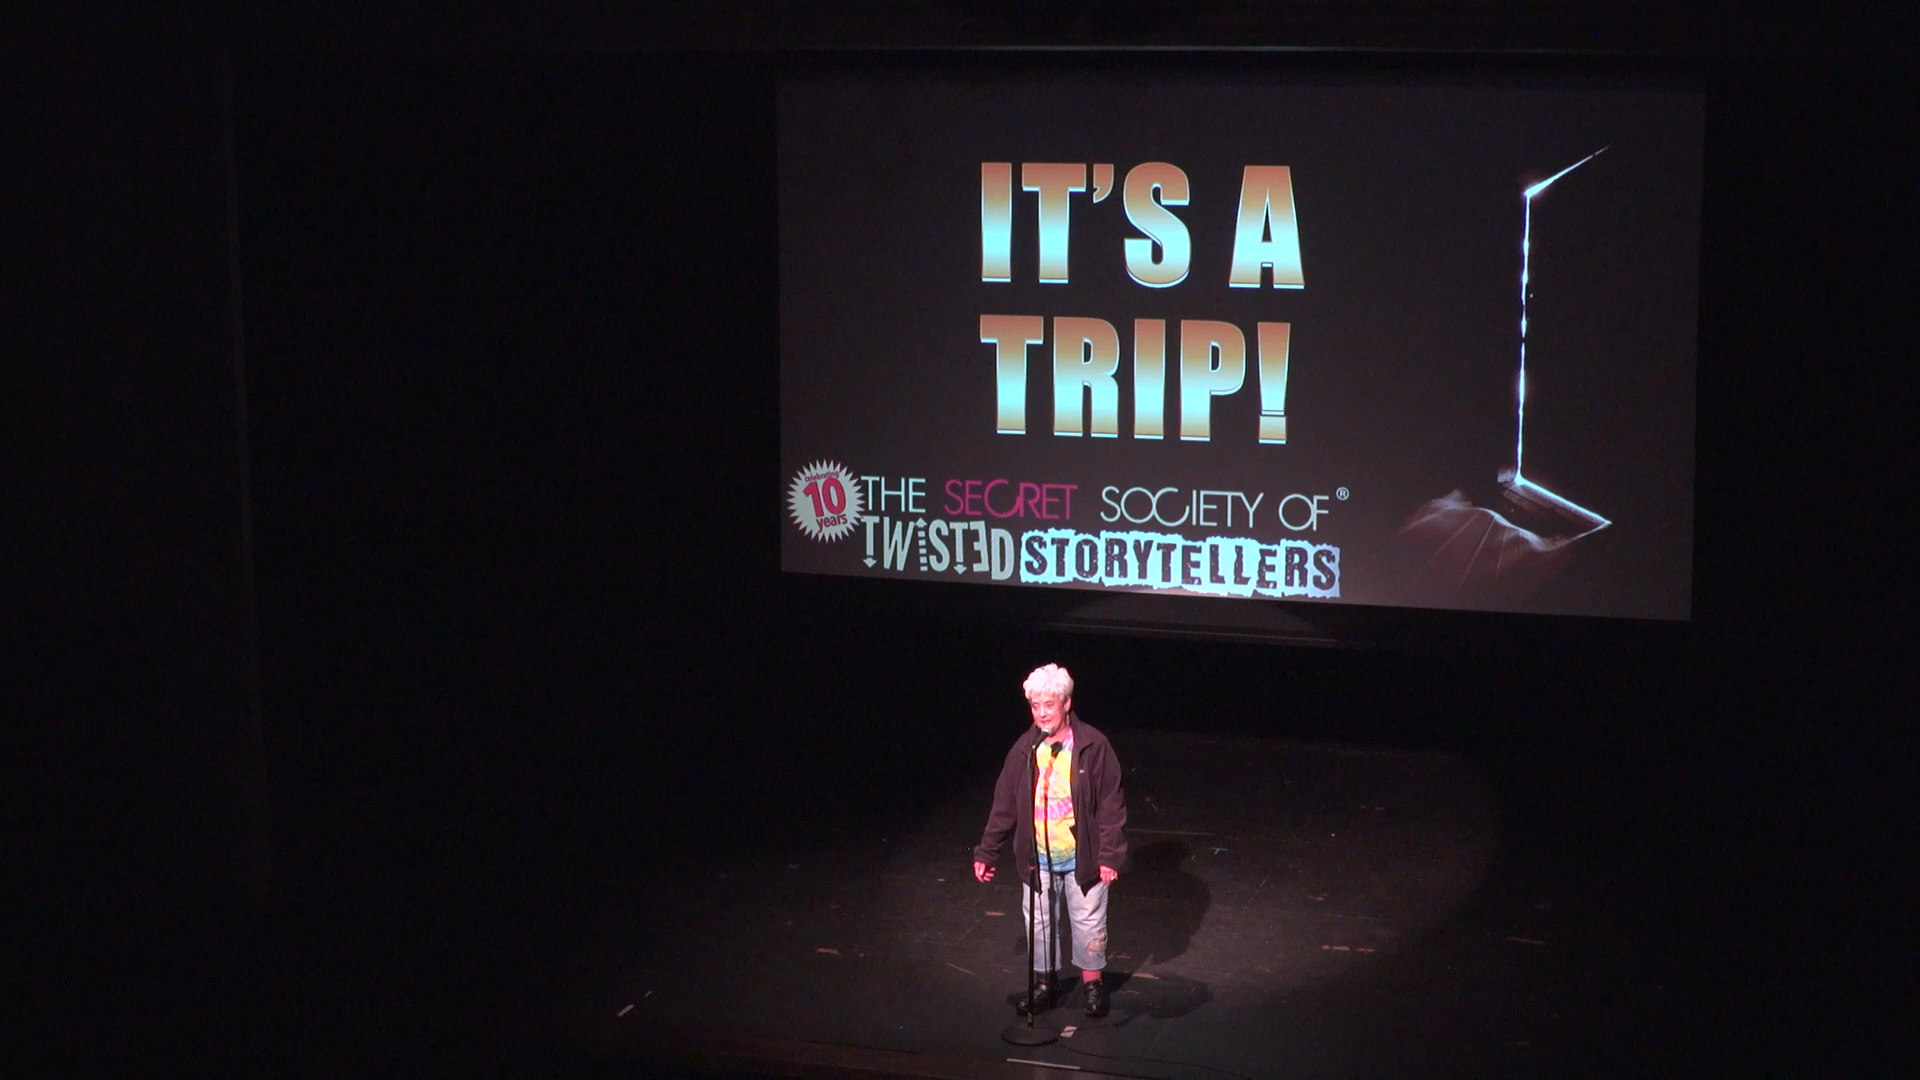 IT'S A
TRIP!
celebrating
10
years
THE SECRET SOCIETY OF ®
TWISTED STORYTELLERS